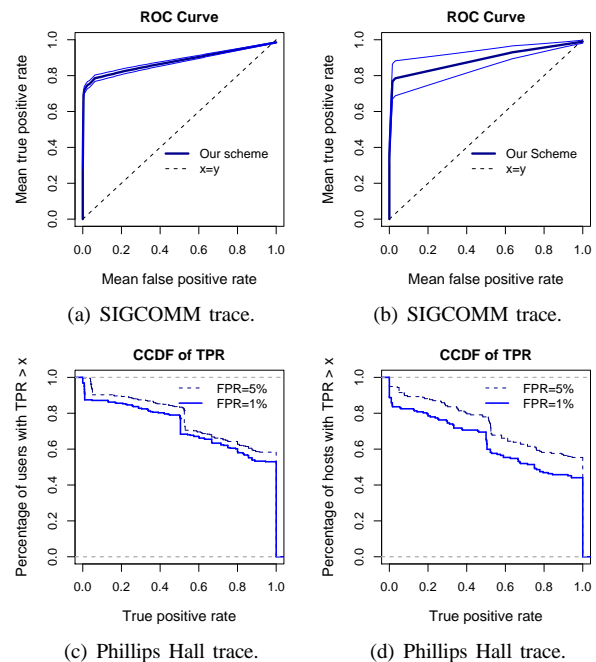 ROC Curve
Mean true positive rate
1.0
0.8
0.6
0.4
0.2
0.0
Our scheme
x=y
0.0 0.2 0.4 0.6 0.8 1.0
Mean false positive rate
(a) SIGCOMM trace.
ROC Curve
Mean true positive rate
1.0
0.8
0.6
0.4
0.2
0.0
Our Scheme
x=y
0.0 0.2 0.4 0.6 0.8 1.0
Mean false positive rate
(b) SIGCOMM trace.
CCDF of TPR
Percentage of users with TPR > x
1.0
0.8
0.6
0.4
0.2
0.0
FPR=5%
FPR=1%
0.0 0.2 0.4 0.6 0.8 1.0
True positive rate
(c) Phillips Hall trace.
CCDF of TPR
Percentage of hosts with TPR > x
1.0
0.8
0.6
0.4
0.2
0.0
FPR=5%
FPR=1%
0.0 0.2 0.4 0.6 0.8 1.0
True positive rate
(d) Phillips Hall trace.